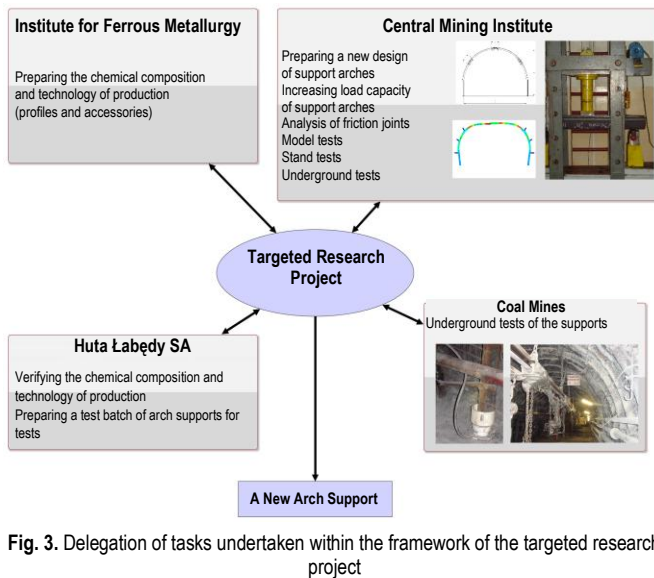 Institute for Ferrous Metallurgy
Preparing the chemical composition
and technology of production
(profiles and accessories)
Central Mining Institute
Preparing a new design
of support arches
Increasing load capacity
of support arches
Analysis of friction joints
Model tests
Stand tests
Underground tests
Targeted Research
Project
Huta Łabędy SA
Verifying the chemical composition and
technology of production
Preparing a test batch of arch supports for
tests
Coal Mines
Underground tests of the supports
A New Arch Support
Fig. 3. Delegation of tasks undertaken within the framework of the targeted research
project